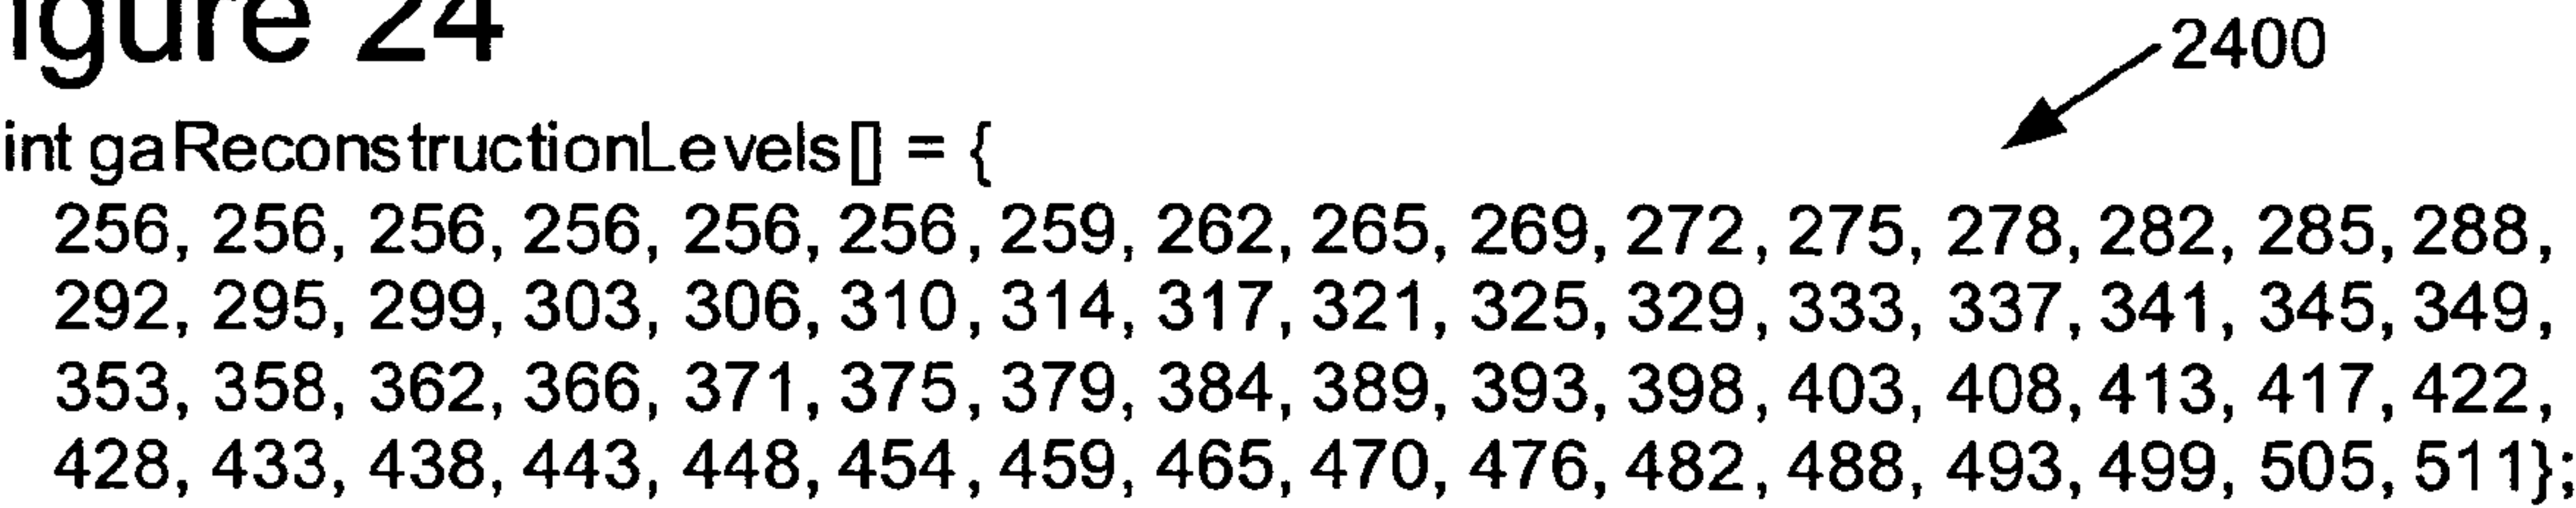 igure 24
2400
int gaReconstructionLevels[] = {
256, 256, 256, 256, 256, 256, 259, 262, 265, 269, 272, 275, 278, 282, 285, 288,
292, 295, 299, 303, 306, 310, 314, 317, 321, 325, 329, 333, 337, 341, 345, 349,
353, 358, 362, 366, 371, 375, 379, 384, 389, 393, 398, 403, 408, 413, 417, 422,
428, 433, 438, 443, 448, 454, 459, 465, 470, 476, 482, 488, 493, 499, 505, 511};